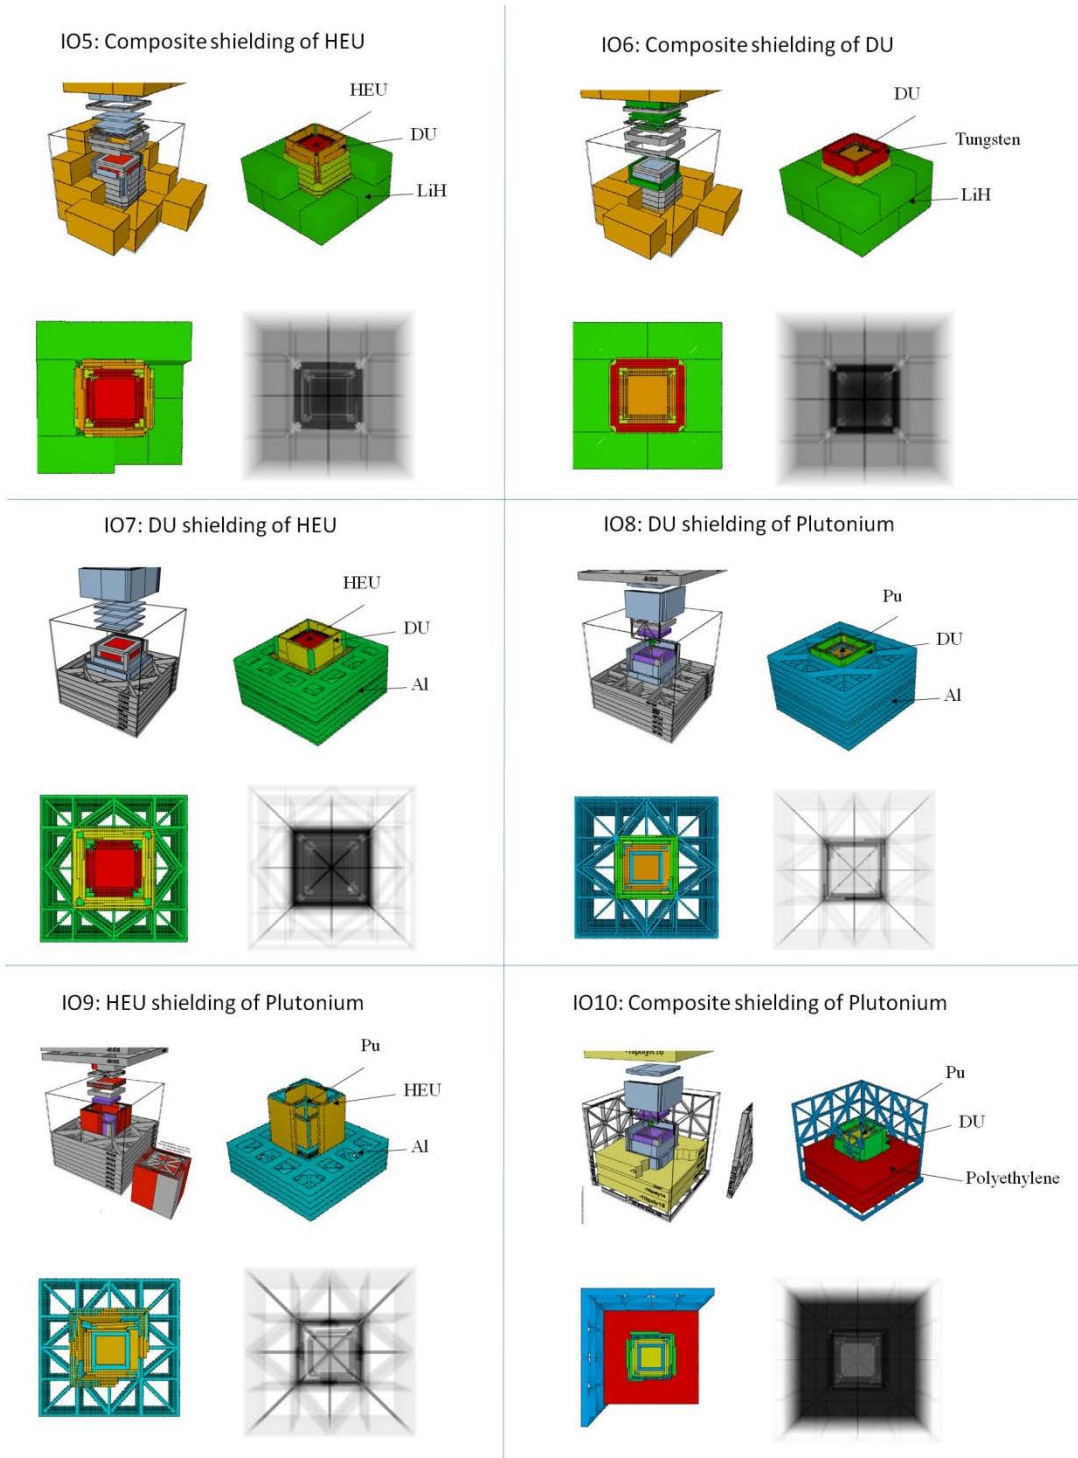 IO5: Composite shielding of HEU
HEU
DU
LiH
IO6: Composite shielding of DU
DU
Tungsten
LiH
IO7: DU shielding of HEU
HEU
DU
Al
IO8: DU shielding of Plutonium
Pu
DU
Al
IO9: HEU shielding of Plutonium
Pu
HEU
Al
IO10: Composite shielding of Plutonium
Pu
DU
Polyethylene